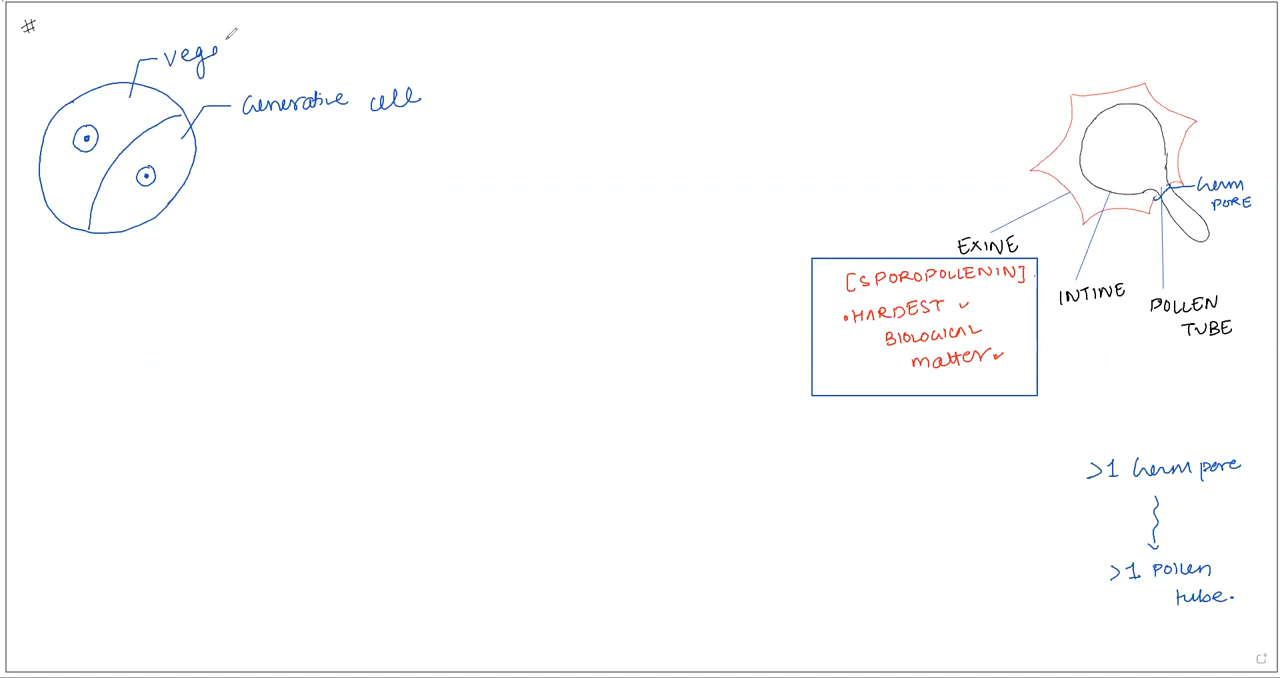 #
vege
Generative cell
Germ
PORE
EXINE
[SPOROPOLLENIN].
•HARDEST
BIOLOGICAL
matter
INTINE
POLLEN
TUBE
>1 Germ pore
>1 Pollen
tube.